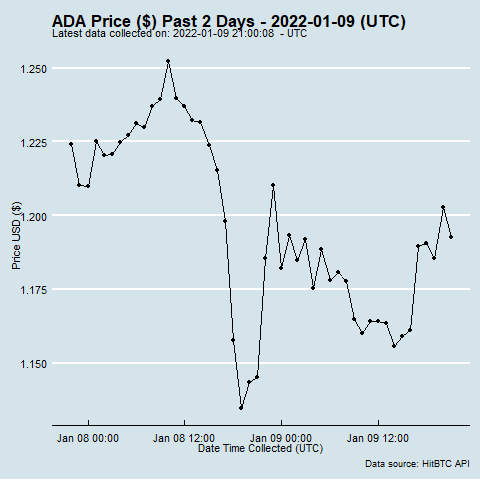 ADA Price ($) Past 2 Days - 2022-01-09 (UTC)
Latest data collected on: 2022-01-09 21:00:08  - UTC
1.250
1.225
1.200
1.175
1.150
Price USD ($)
Jan 08 00:00 Jan 08 12:00 Jan 09 00:00 Jan 09 12:00
Date Time Collected (UTC)
Data source: HitBTC API